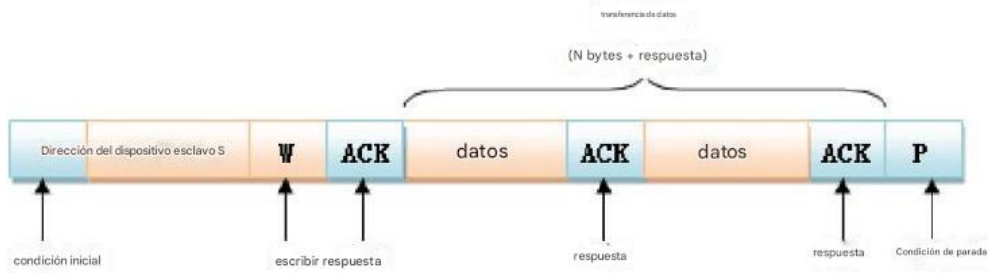 transferencia de datos
(N bytes + respuesta)
Dirección del dispositivo esclavo S W ACK datos ACK datos ACK P
condición inicial
escribir respuesta
respuesta
respuesta
Condición de parada